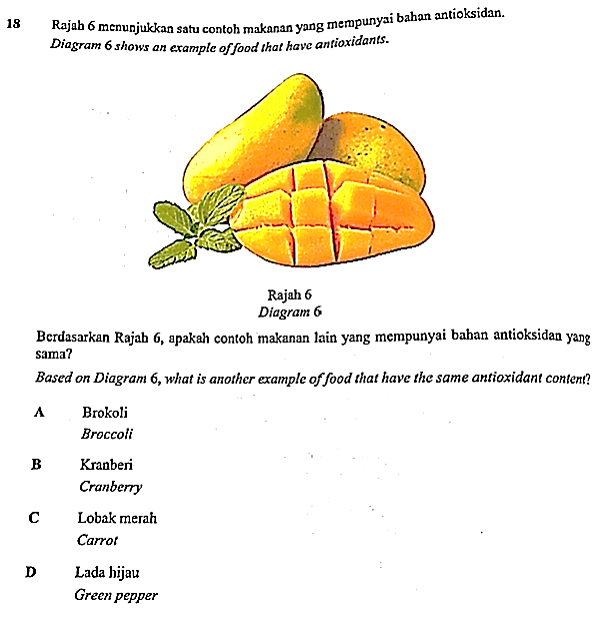 18 Rajah 6 menunjukkan satu contoh makanan yang mempunyai bahan antioksidan.
Diagram 6 shows an example of food that have antioxidants.
Rajah 6
Diagram 6
Berdasarkan Rajah 6, apakah contoh makanan lain yang mempunyai bahan antioksidan yang
sama?
Based on Diagram 6, what is another example of food that have the same antioxidant content?
A Brokoli
Broccoli
B Kranberi
Cranberry
C Lobak merah
Carrot
D Lada hijau
Green pepper